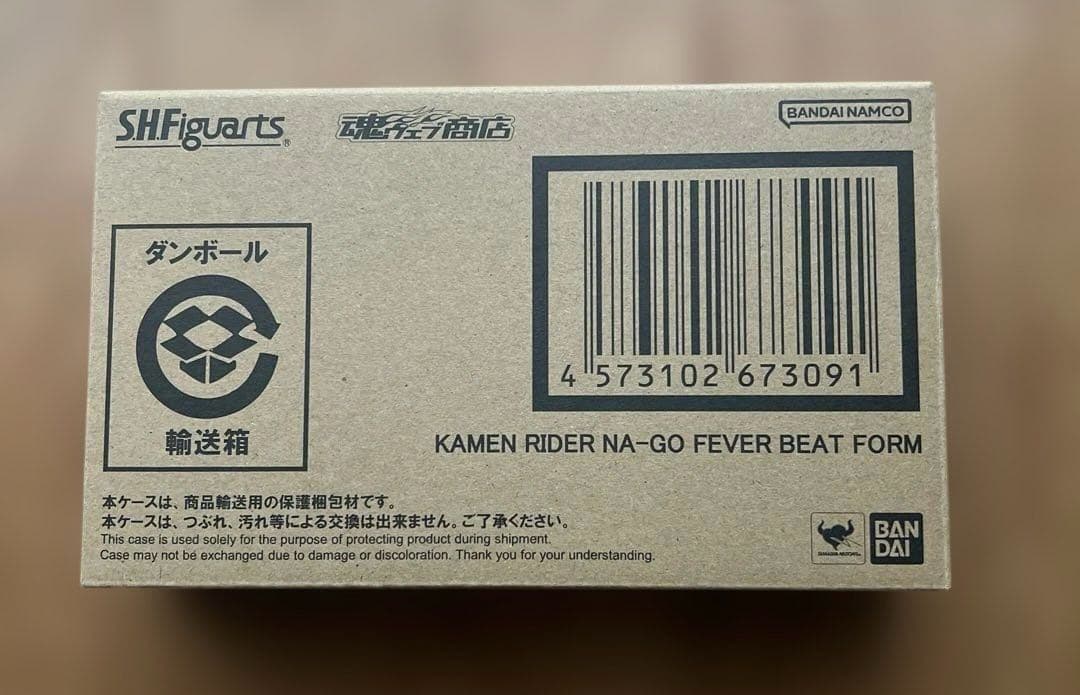 S.H.Figuarts®
魂ウェブ商店
BANDAI NAMCO
ダンボール
輸送箱
4 573102 673091
KAMEN RIDER NA-GO FEVER BEAT FORM
本ケースは、商品輸送用の保護梱包材です。
本ケースは、つぶれ、汚れ等による交換は出来ません。ご了承ください。
This case is used solely for the purpose of protecting product during shipment.
Case may not be exchanged due to damage or discoloration. Thank you for your understanding.
BAN
DAI